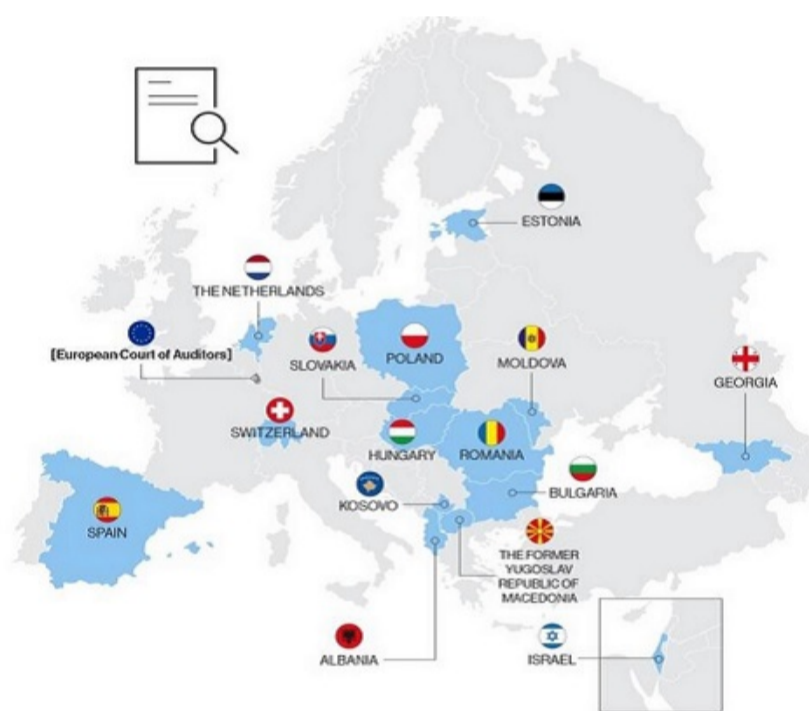 ESTONIA
THE NETHERLANDS
[European Court of Auditors]
SLOVAKIA
POLAND
MOLDOVA
GEORGIA
SWITZERLAND
HUNGARY
ROMANIA
KOSOVO
BULGARIA
SPAIN
THE FORMER
YUGOSLAV
REPUBLIC OF
MACEDONIA
ALBANIA
ISRAEL